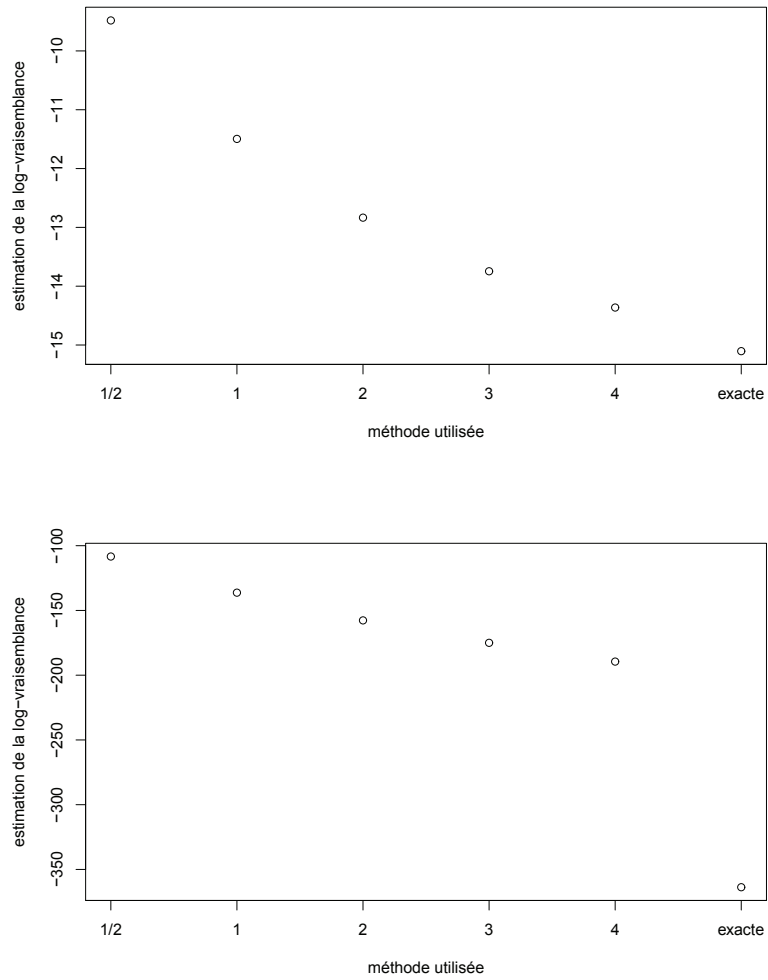 estimation de la log−vraisemblance
−10
−11
−12
−13
−14
−15
1/2 1 2 3 4 exacte
méthode utilisée
estimation de la log−vraisemblance
−100
−150
−200
−250
−300
−350
1/2 1 2 3 4 exacte
méthode utilisée